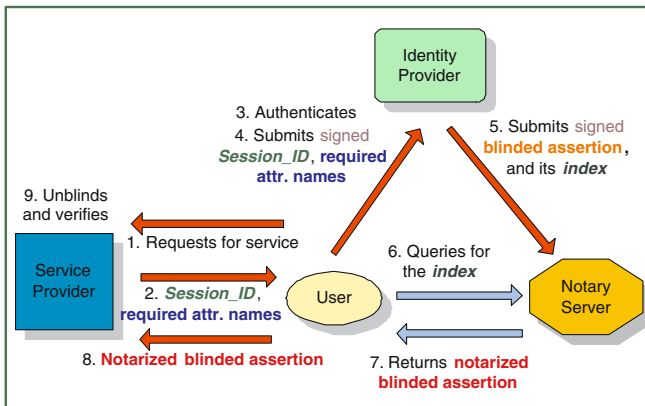 Identity
Provider
3. Authenticates
4. Submits signed
Session_ID, required
attr. names
5. Submits signed
blinded assertion,
and its index
9. Unblinds
and verifies
1. Requests for service
Service
Provider
2. Session_ID,
required attr. names
User
6. Queries for
the index
Notary
Server
8. Notarized blinded assertion
7. Returns notarized
blinded assertion